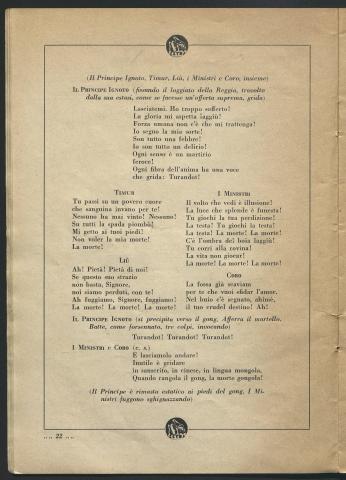 (Il Principe Ignoto, Timur, Liù, i Ministri e Coro, insieme)
IL PRINCIPE IGNOTO (fissando il loggiato della Reggia, travolto
dalla sua estasi, come se facesse un'offerta suprema, grida):
Lasciatemi. Ho troppo sofferto!
La gloria mi aspetta laggiù!
Forza umana non c'è che mi trattenga!
Io segno la mia sorte!
Son tutto una febbre!
Io son tutto un delirio!
Ogni senso è un martirio
feroce!
Ogni fibra dell'anima ha una voce
che grida: Turandot!
TIMUR
Tu passi su un povero cuore
che sanguina invano per te!
Nessuno ha mai vinto! Nessuno!
Su tutti la spada piombò!
Mi getto ai tuoi piedi!
Non voler la mia morte!
La morte!
LIÙ
Ah! Pietà! Pietà di noi!
Se questo suo strazio
non basta, Signore,
noi siamo perduti, con te!
Ah fuggiamo, Signore, fuggiamo!
La morte! La morte! La morte!
I MINISTRI
Il volto che vedi è illusione!
La luce che splende è funesta!
Tu giochi la tua perdizione!
La testa! Tu giochi la testa!
La testa! La morte! La morte!
C'è l'ombra del boia laggiù!
Tu corri alla rovina!
La vita non giocar!
La morte! La morte! La morte!
CORO
La fossa già scaviam
per te che vuoi sfidar l'amor.
Nel buio c'è segnato, ahimè,
il tuo crudel destino! Ah!
IL PRINCIPE IGNOTO (si precipita verso il gong. Afferra il martello.
Batte, come forsennato, tre colpi, invocando)
Turandot! Turandot! Turandot!
I MINISTRI e CORO (c. s.)
E lasciamolo andare!
Inutile è gridare
in sanscrito, in cinese, in lingua mongola,
Quando rangola il gong, la morte gongola!
(Il Principe è rimasto estatico ai piedi del gong. I Mi-
nistri fuggono sghignazzando)
.... 22 ....